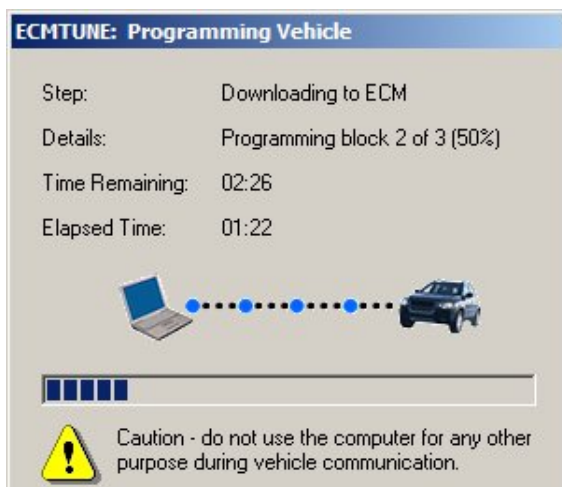 ECMTUNE: Programming Vehicle
Step: Downloading to ECM
Details: Programming block 2 of 3 (50%)
Time Remaining: 02:26
Elapsed Time: 01:22
Caution - do not use the computer for any other
purpose during vehicle communication.